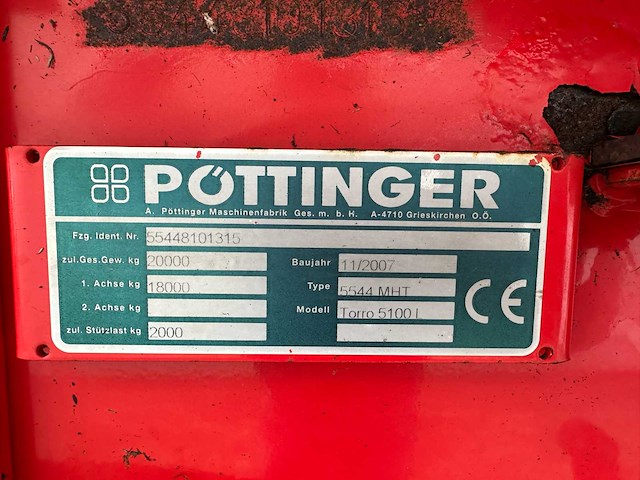 PÖTTINGER
A. Pöttinger Maschinenfabrik Ges. m. b. H. A-4710 Grieskirchen O.Ö.
Fzg. Ident. Nr. 55448101315
zul.Ges.Gew. kg 20000 Baujahr 11/2007
1. Achse kg 18000 Type 5544 MHT
2. Achse kg Modell Torro 5100 L
zul. Stützlast kg 2000
CE